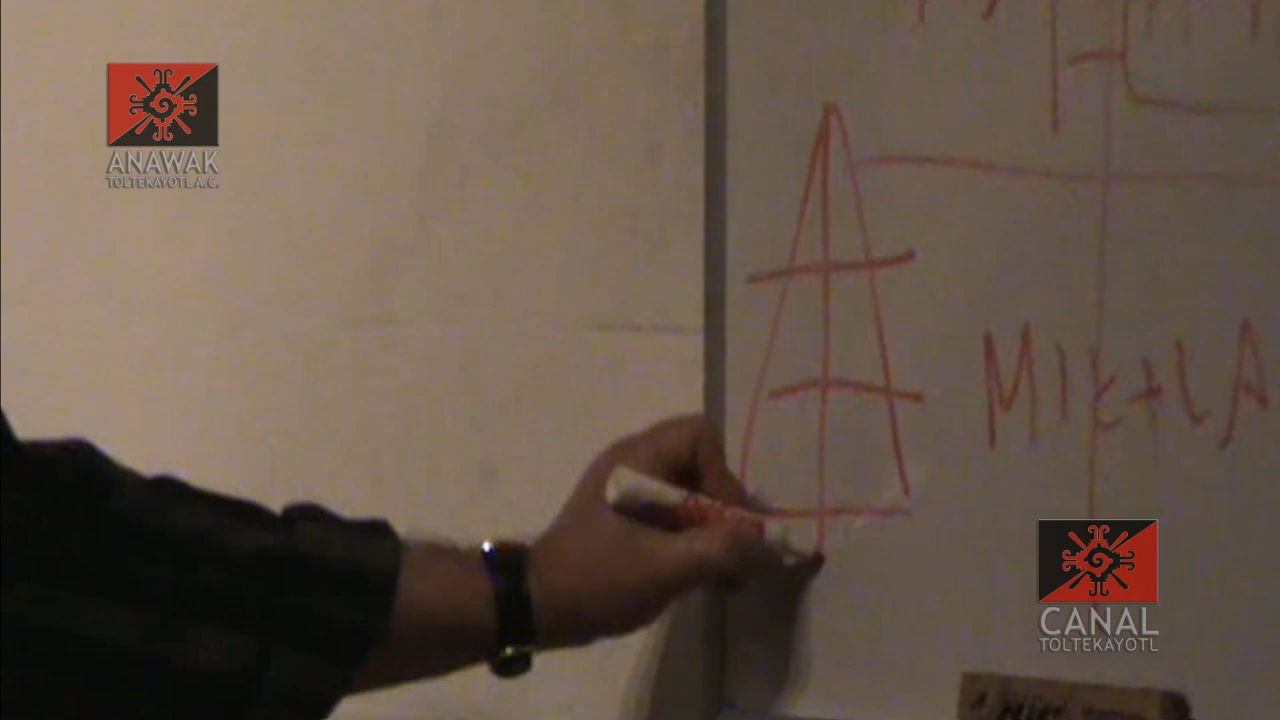 ANAWAK
TOLTEKAYOTL A.C.
MIktLA
CANAL
TOLTEKAYOTL